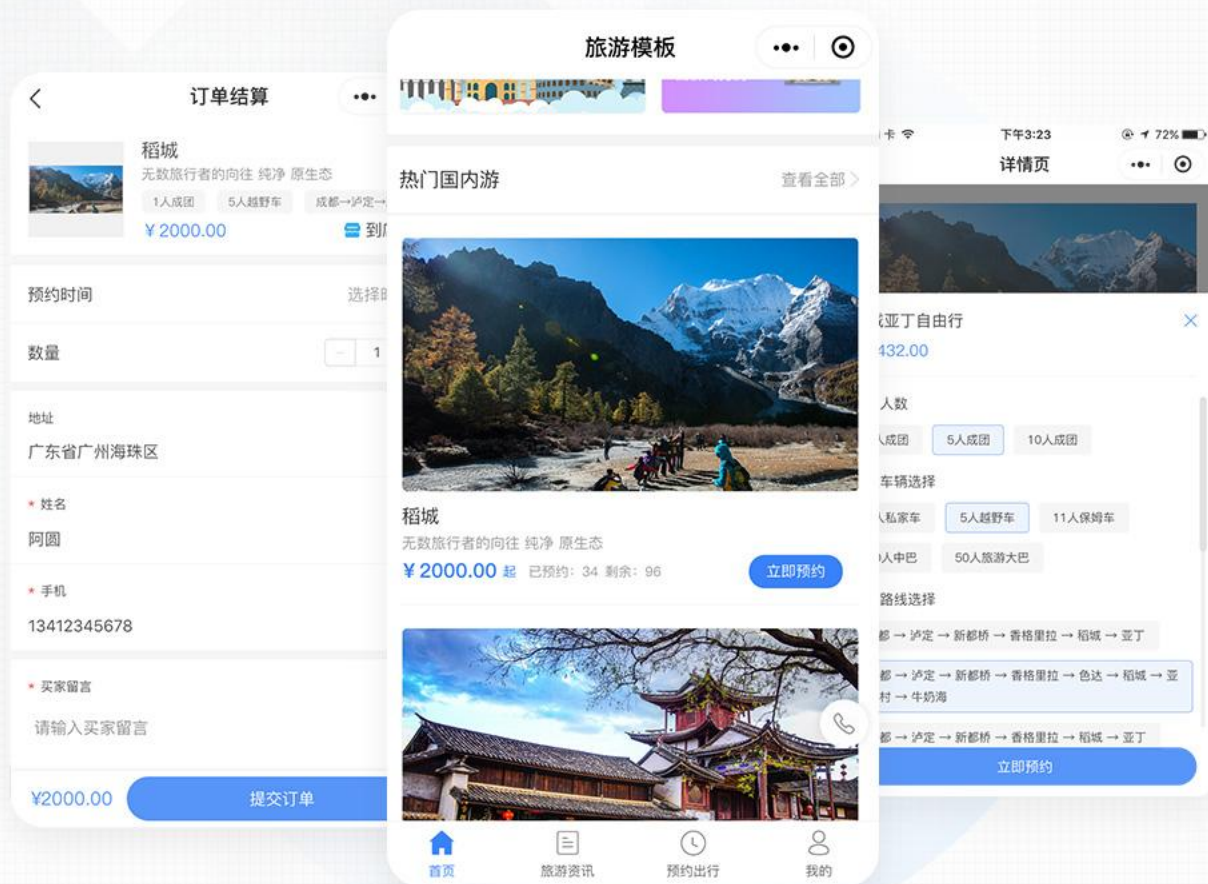 订单结算
稻城
无数旅行者的向往 纯净 原生态
1人成团 5人越野车 成都→泸定→
¥2000.00 到
预约时间 选择
数量 - 1
地址
广东省广州海珠区
* 姓名
阿圆
* 手机
13412345678
* 买家留言
请输入买家留言
¥2000.00 提交订单
旅游模板
热门国内游 查看全部
稻城
无数旅行者的向往 纯净 原生态
¥2000.00 起 已预约：34 剩余：96 立即预约
首页 旅游资讯 预约出行 我的
卡 下午3:23 72%
详情页
亚丁自由行
432.00
人数
人成团 5人成团 10人成团
车辆选择
人私家车 5人越野车 11人保姆车
人中巴 50人旅游大巴
路线选择
都 → 泸定 → 新都桥 → 香格里拉 → 稻城 → 亚丁
都 → 泸定 → 新都桥 → 香格里拉 → 色达 → 稻城 → 亚
村 → 牛奶海
都 → 泸定 → 新都桥 → 香格里拉 → 稻城 → 亚丁
立即预约